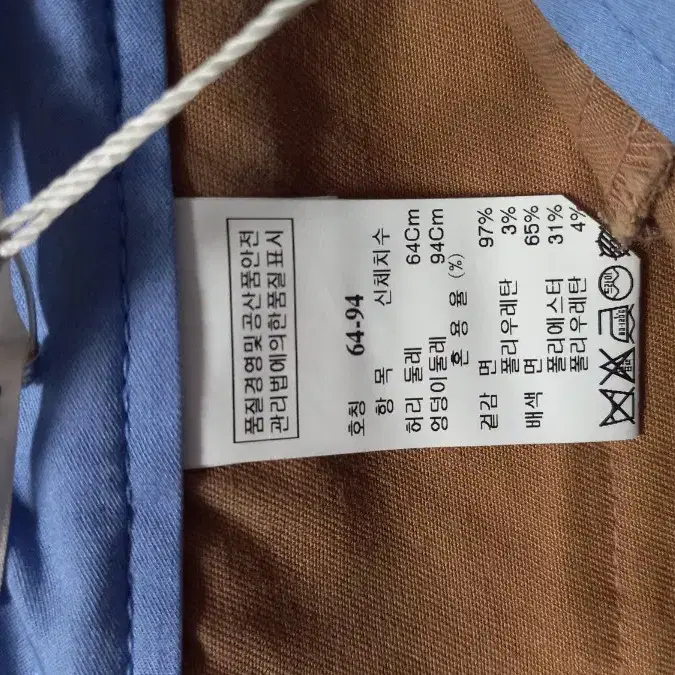 품질경영및 공산품안전
관리법에의한품질표시
호칭 64-94
항목 신체치수
허리 둘레 64Cm
엉덩이둘레 94Cm
혼 용 율 (%)
겉감 면 97%
폴리우레탄 3%
배색 면 65%
폴리에스터 31%
폴리우레탄 4%